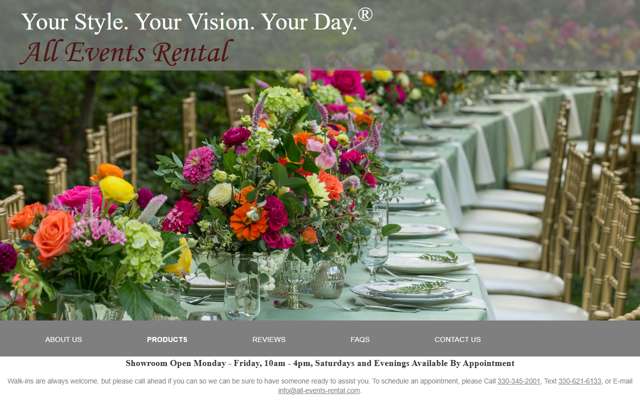 Your Style. Your Vision. Your Day.®
All Events Rental
ABOUT US PRODUCTS REVIEWS FAQS CONTACT US
Showroom Open Monday - Friday, 10am - 4pm, Saturdays and Evenings Available By Appointment
Walk-ins are always welcome, but please call ahead if you can so we can be sure to have someone ready to assist you. To schedule an appointment, please Call 330-345-2001, Text 330-621-6133, or E-mail
info@all-events-rental.com.